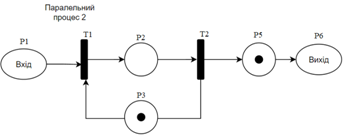 Паралельний
процес 2
P1
T1
P2
T2
P5
P6
Вхід
Вихід
P3